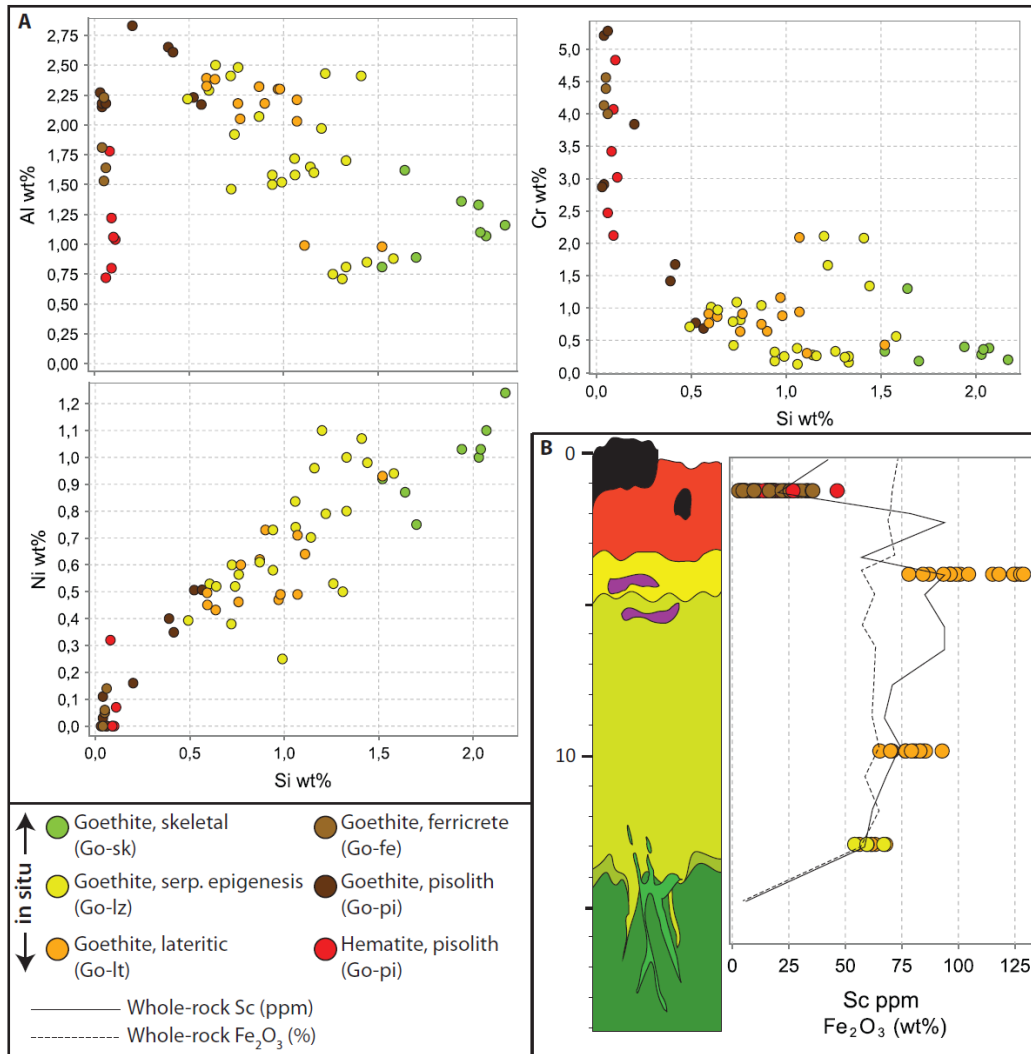 A
Al wt%
2,75
2,50
2,25
2,00
1,75
1,50
1,25
1,00
0,75
0,50
0,25
0,00
Cr wt%
5,0
4,5
4,0
3,5
3,0
2,5
2,0
1,5
1,0
0,5
0,0
0,0 0,5 1,0 1,5 2,0
Si wt%
Ni wt%
1,2
1,1
1,0
0,9
0,8
0,7
0,6
0,5
0,4
0,3
0,2
0,1
0,0
0,0 0,5 1,0 1,5 2,0
Si wt%
B
0
10
0 25 50 75 100 125
Sc ppm
Fe₂O₃ (wt%)
in situ
Goethite, skeletal
(Go-sk)
Goethite, serp. epigenesis
(Go-lz)
Goethite, lateritic
(Go-lt)
Goethite, ferricrete
(Go-fe)
Goethite, pisolith
(Go-pi)
Hematite, pisolith
(Go-pi)
Whole-rock Sc (ppm)
Whole-rock Fe₂O₃ (%)